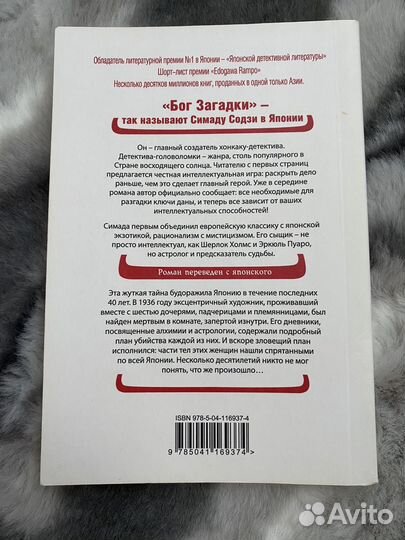 Обладатель литературной премии №1 в Японии – «Японской детективной литературы»
Шорт-лист премии «Edogawa Rampo»
Несколько десятков миллионов книг, проданных в одной только Азии.
«Бог Загадки» –
так называют Симаду Содзи в Японии
Он – главный создатель хонкаку-детектива.
Детектива-головоломки – жанра, столь популярного в
Стране восходящего солнца. Читателю с первых страниц
предлагается честная интеллектуальная игра: раскрыть дело
раньше, чем это сделает главный герой. Уже в середине
романа автор официально сообщает: все необходимые для
разгадки ключи даны, и теперь все зависит от ваших
интеллектуальных способностей!
Симада первым объединил европейскую классику с японской
экзотикой, рационализм с мистицизмом. Его сыщик – не
просто интеллектуал, как Шерлок Холмс и Эркюль Пуаро,
но астролог и предсказатель судьбы.
Роман переведен с японского
Эта жуткая тайна будоражила Японию в течение последних
40 лет. В 1936 году эксцентричный художник, проживавший
вместе с шестью дочерями, падчерицами и племянницами, был
найден мертвым в комнате, запертой изнутри. Его дневники,
посвященные алхимии и астрологии, содержали подробный
план убийства каждой из них. И вскоре зловещий план
исполнился: части тел этих женщин нашли спрятанными
по всей Японии. Несколько десятилетий никто не мог
понять, что же произошло…
ISBN 978-5-04-116937-4
9 785041 169374 >
Avito